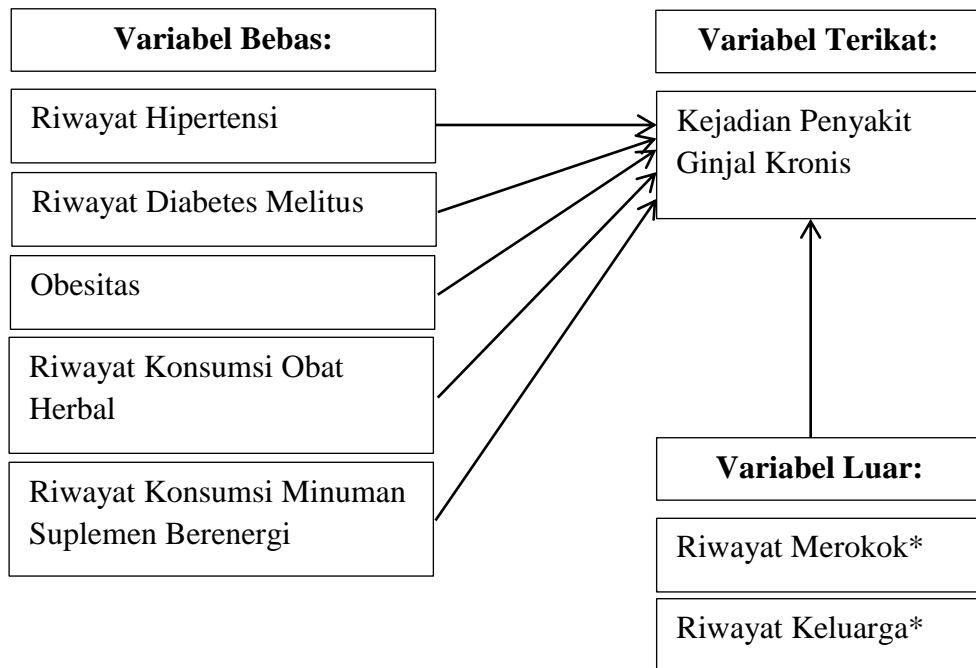 Variabel Bebas:
Riwayat Hipertensi
Riwayat Diabetes Melitus
Obesitas
Riwayat Konsumsi Obat
Herbal
Riwayat Konsumsi Minuman
Suplemen Berenergi
Variabel Terikat:
Kejadian Penyakit
Ginjal Kronis
Variabel Luar:
Riwayat Merokok*
Riwayat Keluarga*